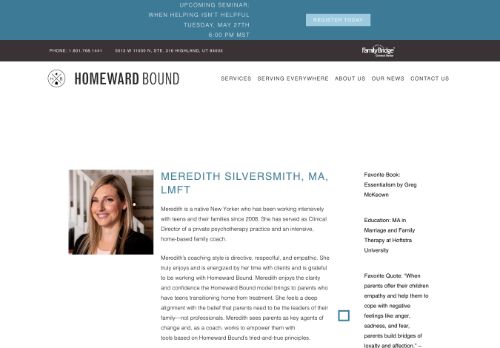 UPCOMING SEMINAR:
WHEN HELPING ISN'T HELPFUL
TUESDAY, MAY 27TH
6:00 PM MST
REGISTER TODAY
PHONE: 1.801.768.1441
5513 W 11000 N, STE. 216 HIGHLAND, UT 84003
FamilyBridge
HOMEWARD BOUND
SERVICES
SERVING EVERYWHERE
ABOUT US
OUR NEWS
CONTACT US
MEREDITH SILVERSMITH, MA,
LMFT
Meredith is a native New Yorker who has been working intensively
with teens and their families since 2008. She has served as Clinical
Director of a private psychotherapy practice and an intensive,
home-based family coach.
Meredith's coaching style is directive, respectful, and empathic. She
truly enjoys and is energized by her time with clients and is grateful
to be working with Homeward Bound. Meredith enjoys the clarity
and confidence the Homeward Bound model brings to parents who
have teens transitioning home from treatment. She feels a deep
alignment with the belief that parents need to be the leaders of their
family—not professionals. Meredith sees parents as key agents of
change and, as a coach, works to empower them with
tools based on Homeward Bound's tried and-true principles.
Favorite Book:
Essentialism by Greg
McKeown
Education: MA in
Marriage and Family
Therapy at Hofstra
University
Favorite Quote: "When
parents offer their children
empathy and help them to
cope with negative
feelings like anger,
sadness, and fear,
parents build bridges of
loyalty and affection." –